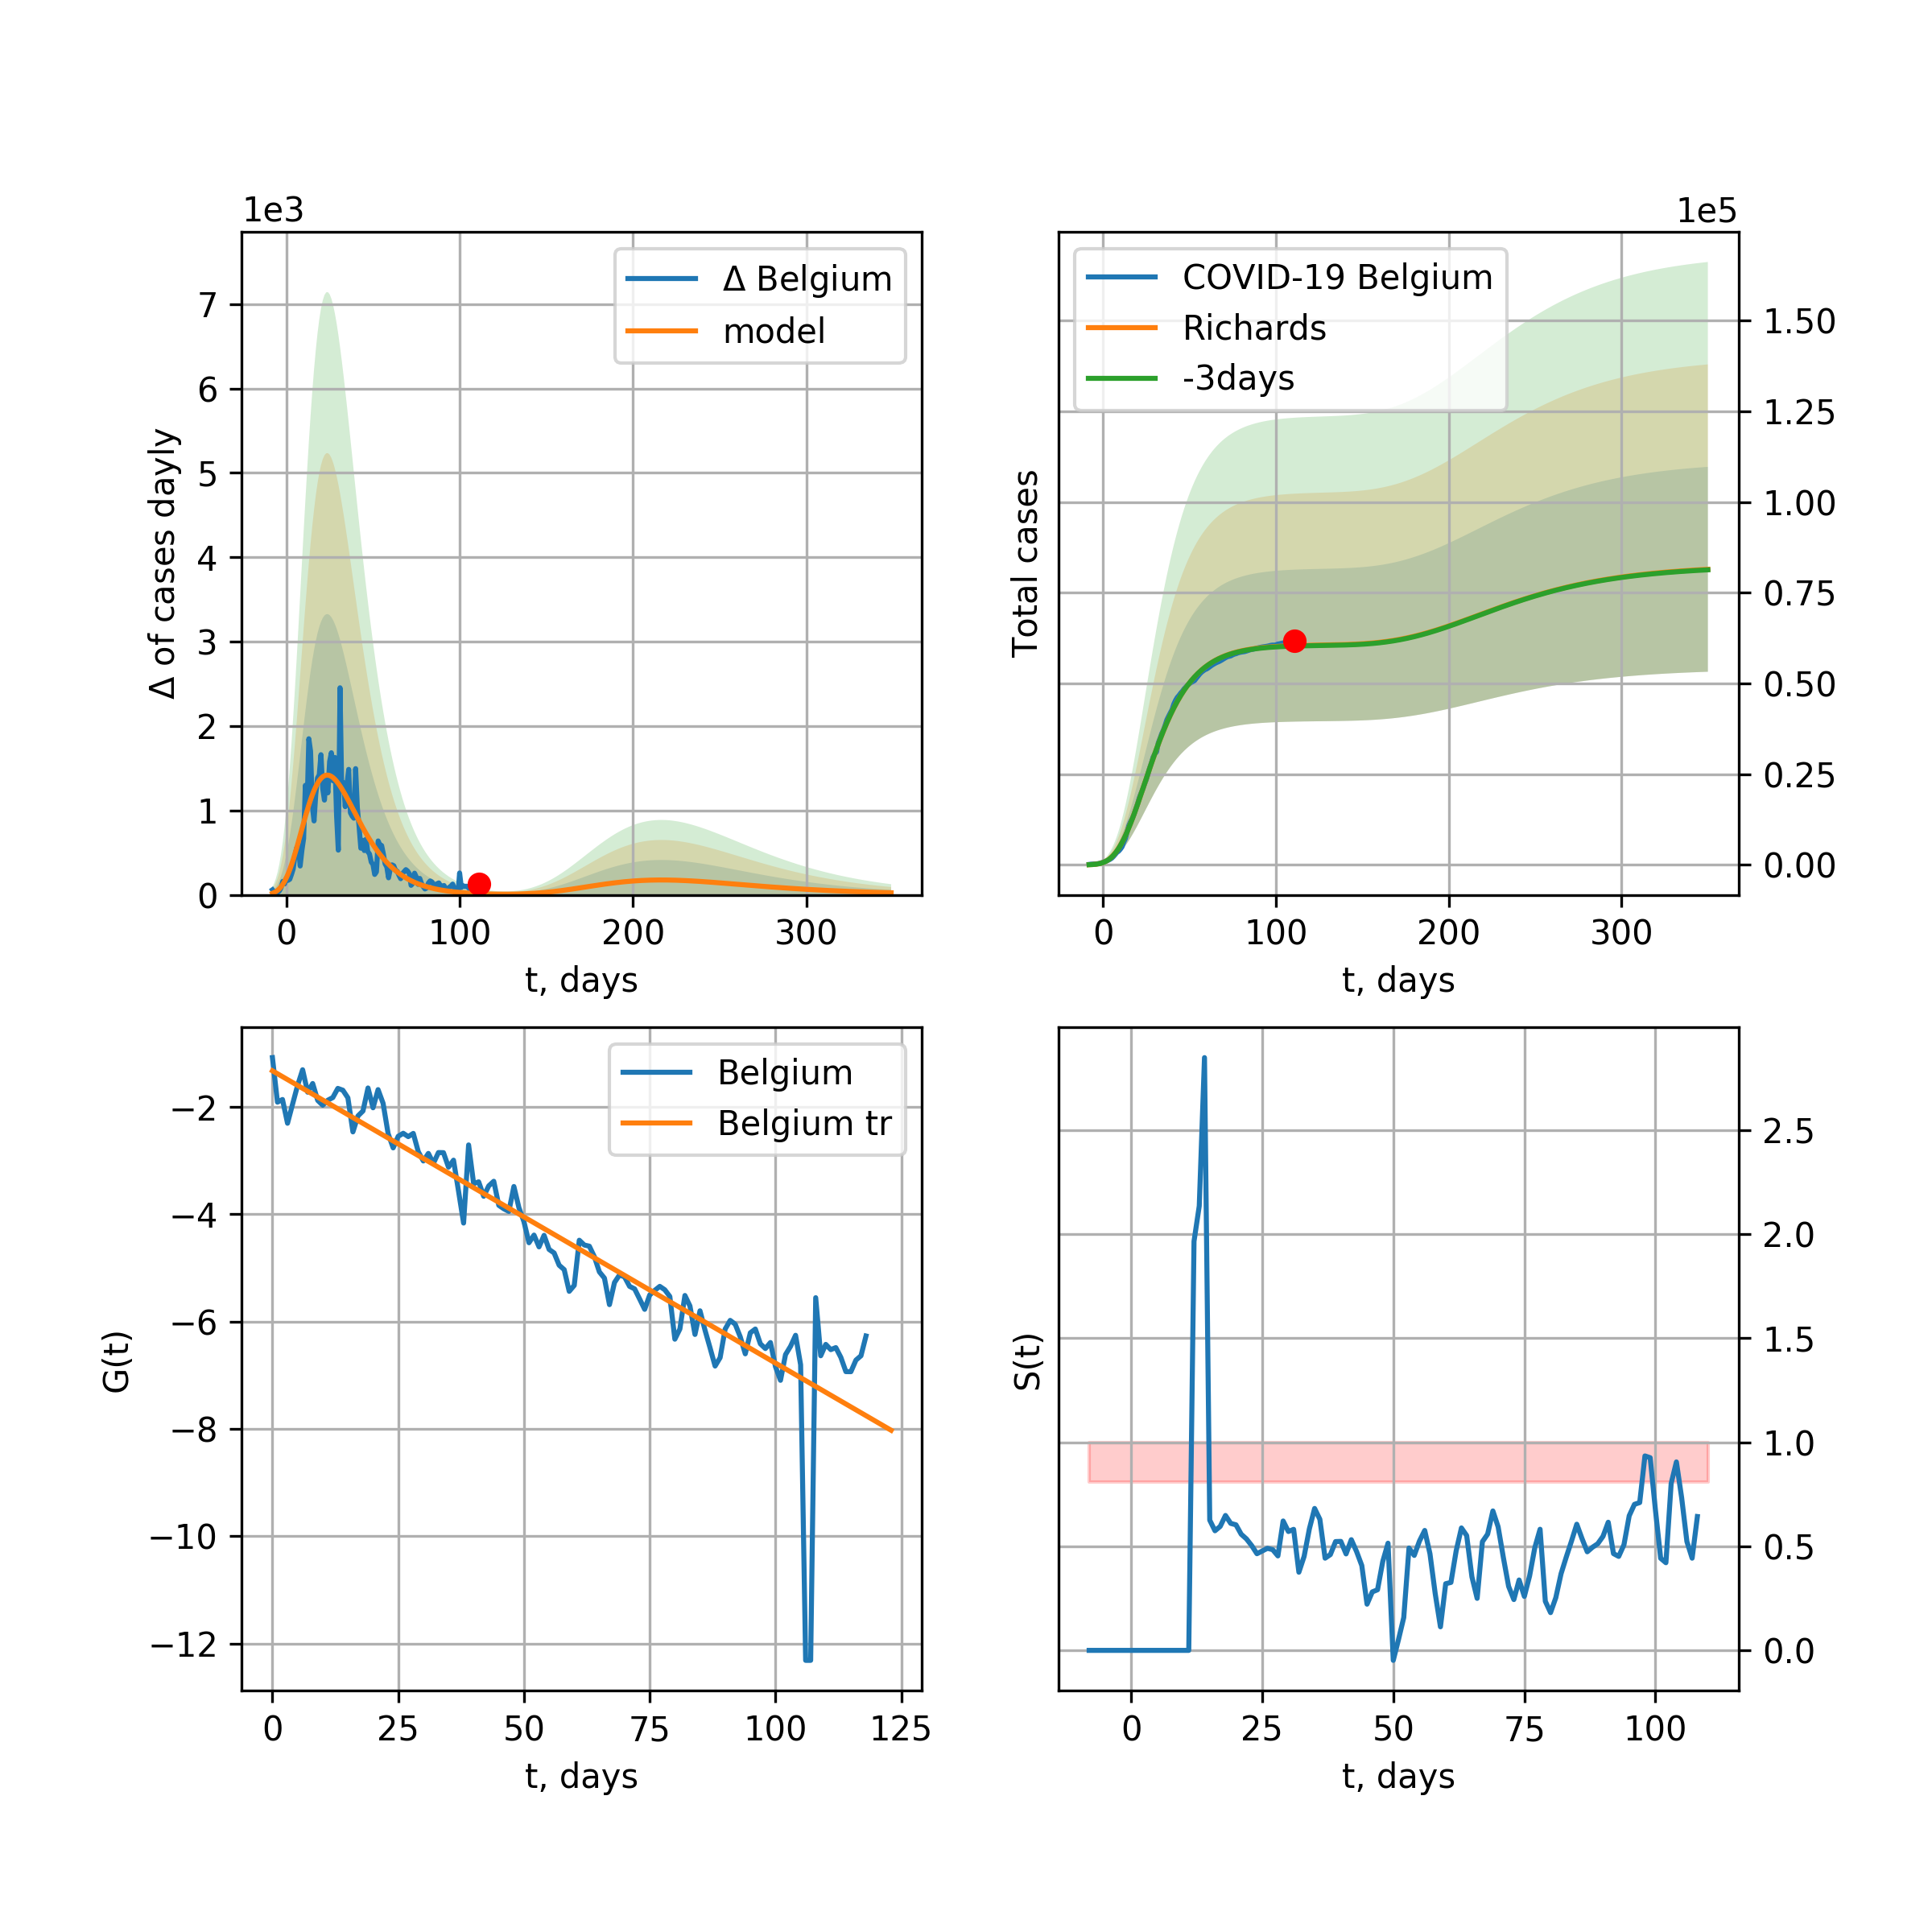 1e3
Δ Belgium
model
7
6
5
4
3
2
1
0
Δ of cases dayly
0 100 200 300
t, days
1e5
COVID-19 Belgium
Richards
-3days
1.50
1.25
1.00
0.75
0.50
0.25
0.00
Total cases
0 100 200 300
t, days
Belgium
Belgium tr
−2
−4
−6
−8
−10
−12
G(t)
0 25 50 75 100 125
t, days
2.5
2.0
1.5
1.0
0.5
0.0
S(t)
0 25 50 75 100
t, days